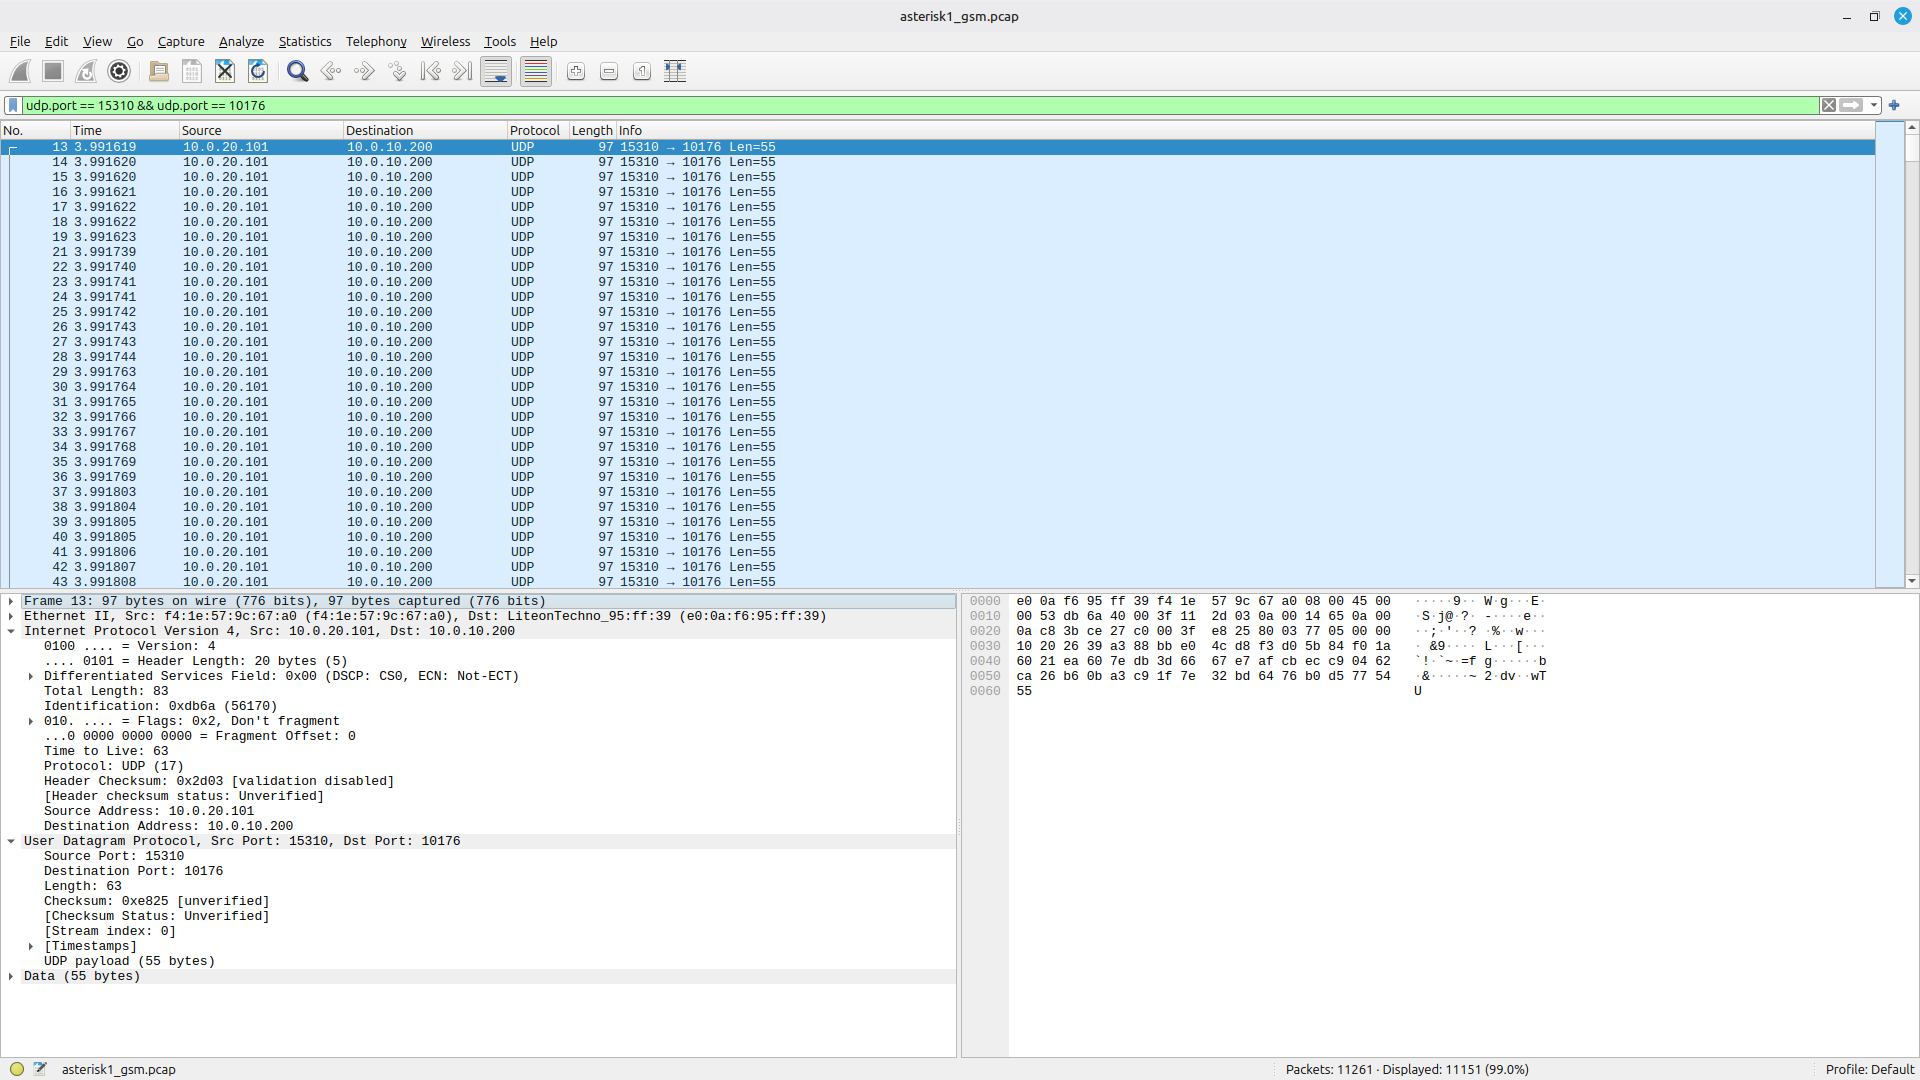 asterisk1_gsm.pcap
File Edit View Go Capture Analyze Statistics Telephony Wireless Tools Help
udp.port == 15310 && udp.port == 10176
No. Time Source Destination Protocol Length Info
13 3.991619 10.0.20.101 10.0.10.200 UDP 97 15310 → 10176 Len=55
14 3.991620 10.0.20.101 10.0.10.200 UDP 97 15310 → 10176 Len=55
15 3.991620 10.0.20.101 10.0.10.200 UDP 97 15310 → 10176 Len=55
16 3.991621 10.0.20.101 10.0.10.200 UDP 97 15310 → 10176 Len=55
17 3.991622 10.0.20.101 10.0.10.200 UDP 97 15310 → 10176 Len=55
18 3.991622 10.0.20.101 10.0.10.200 UDP 97 15310 → 10176 Len=55
19 3.991623 10.0.20.101 10.0.10.200 UDP 97 15310 → 10176 Len=55
21 3.991739 10.0.20.101 10.0.10.200 UDP 97 15310 → 10176 Len=55
22 3.991740 10.0.20.101 10.0.10.200 UDP 97 15310 → 10176 Len=55
23 3.991741 10.0.20.101 10.0.10.200 UDP 97 15310 → 10176 Len=55
24 3.991741 10.0.20.101 10.0.10.200 UDP 97 15310 → 10176 Len=55
25 3.991742 10.0.20.101 10.0.10.200 UDP 97 15310 → 10176 Len=55
26 3.991743 10.0.20.101 10.0.10.200 UDP 97 15310 → 10176 Len=55
27 3.991743 10.0.20.101 10.0.10.200 UDP 97 15310 → 10176 Len=55
28 3.991744 10.0.20.101 10.0.10.200 UDP 97 15310 → 10176 Len=55
29 3.991763 10.0.20.101 10.0.10.200 UDP 97 15310 → 10176 Len=55
30 3.991764 10.0.20.101 10.0.10.200 UDP 97 15310 → 10176 Len=55
31 3.991765 10.0.20.101 10.0.10.200 UDP 97 15310 → 10176 Len=55
32 3.991766 10.0.20.101 10.0.10.200 UDP 97 15310 → 10176 Len=55
33 3.991767 10.0.20.101 10.0.10.200 UDP 97 15310 → 10176 Len=55
34 3.991768 10.0.20.101 10.0.10.200 UDP 97 15310 → 10176 Len=55
35 3.991769 10.0.20.101 10.0.10.200 UDP 97 15310 → 10176 Len=55
36 3.991769 10.0.20.101 10.0.10.200 UDP 97 15310 → 10176 Len=55
37 3.991803 10.0.20.101 10.0.10.200 UDP 97 15310 → 10176 Len=55
38 3.991804 10.0.20.101 10.0.10.200 UDP 97 15310 → 10176 Len=55
39 3.991805 10.0.20.101 10.0.10.200 UDP 97 15310 → 10176 Len=55
40 3.991805 10.0.20.101 10.0.10.200 UDP 97 15310 → 10176 Len=55
41 3.991806 10.0.20.101 10.0.10.200 UDP 97 15310 → 10176 Len=55
42 3.991807 10.0.20.101 10.0.10.200 UDP 97 15310 → 10176 Len=55
43 3.991808 10.0.20.101 10.0.10.200 UDP 97 15310 → 10176 Len=55
Frame 13: 97 bytes on wire (776 bits), 97 bytes captured (776 bits)
Ethernet II, Src: f4:1e:57:9c:67:a0 (f4:1e:57:9c:67:a0), Dst: LiteonTechno_95:ff:39 (e0:0a:f6:95:ff:39)
Internet Protocol Version 4, Src: 10.0.20.101, Dst: 10.0.10.200
0100 .... = Version: 4
.... 0101 = Header Length: 20 bytes (5)
Differentiated Services Field: 0x00 (DSCP: CS0, ECN: Not-ECT)
Total Length: 83
Identification: 0xdb6a (56170)
010. .... = Flags: 0x2, Don't fragment
...0 0000 0000 0000 = Fragment Offset: 0
Time to Live: 63
Protocol: UDP (17)
Header Checksum: 0x2d03 [validation disabled]
[Header checksum status: Unverified]
Source Address: 10.0.20.101
Destination Address: 10.0.10.200
User Datagram Protocol, Src Port: 15310, Dst Port: 10176
Source Port: 15310
Destination Port: 10176
Length: 63
Checksum: 0xe825 [unverified]
[Checksum Status: Unverified]
[Stream index: 0]
[Timestamps]
UDP payload (55 bytes)
Data (55 bytes)
0000 e0 0a f6 95 ff 39 f4 1e 57 9c 67 a0 08 00 45 00 ·····9·· W·g···E·
0010 00 53 db 6a 40 00 3f 11 2d 03 0a 00 14 65 0a 00 ·S·j@·?· -····e··
0020 0a c8 3b ce 27 c0 00 3f e8 25 80 03 77 05 00 00 ··;·'··? ·%··w···
0030 10 20 26 39 a3 88 bb e0 4c d8 f3 d0 5b 84 f0 1a · &9···· L···[···
0040 60 21 ea 60 7e db 3d 66 67 e7 af cb ec c9 04 62 `!·`~·=f g······b
0050 ca 26 b6 0b a3 c9 1f 7e 32 bd 64 76 b0 d5 77 54 ·&·····~ 2·dv··wT
0060 55 U
asterisk1_gsm.pcap
Packets: 11261 · Displayed: 11151 (99.0%)
Profile: Default